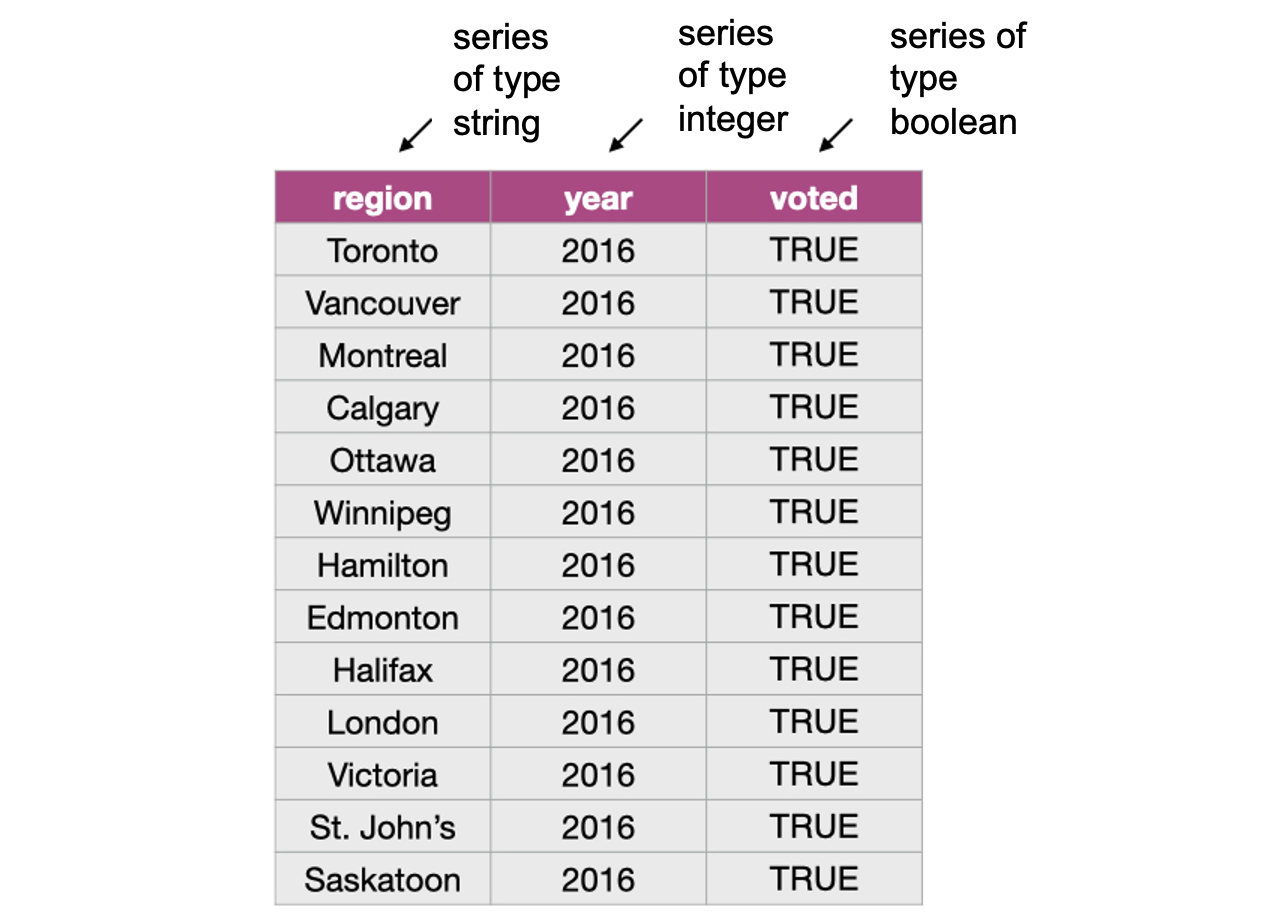 series
of type
string
series
of type
integer
series of
type
boolean
region year voted
Toronto 2016 TRUE
Vancouver 2016 TRUE
Montreal 2016 TRUE
Calgary 2016 TRUE
Ottawa 2016 TRUE
Winnipeg 2016 TRUE
Hamilton 2016 TRUE
Edmonton 2016 TRUE
Halifax 2016 TRUE
London 2016 TRUE
Victoria 2016 TRUE
St. John’s 2016 TRUE
Saskatoon 2016 TRUE